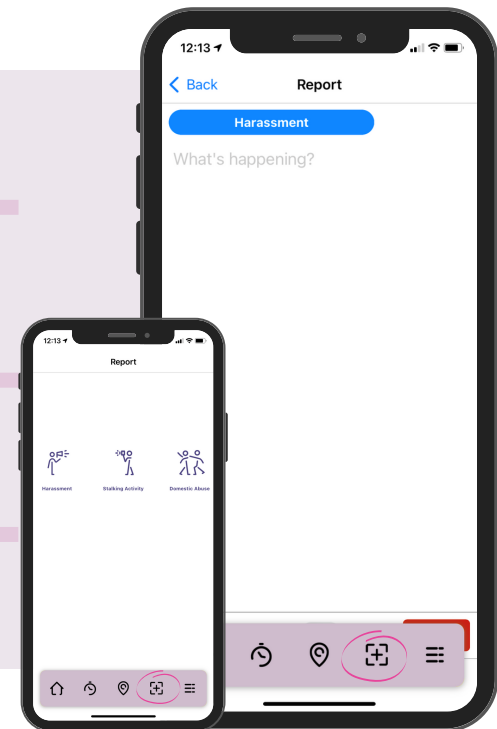 12:13
Back
Report
Harassment
What's happening?
12:13
Report
Harassment
Stalking Activity
Domestic Abuse